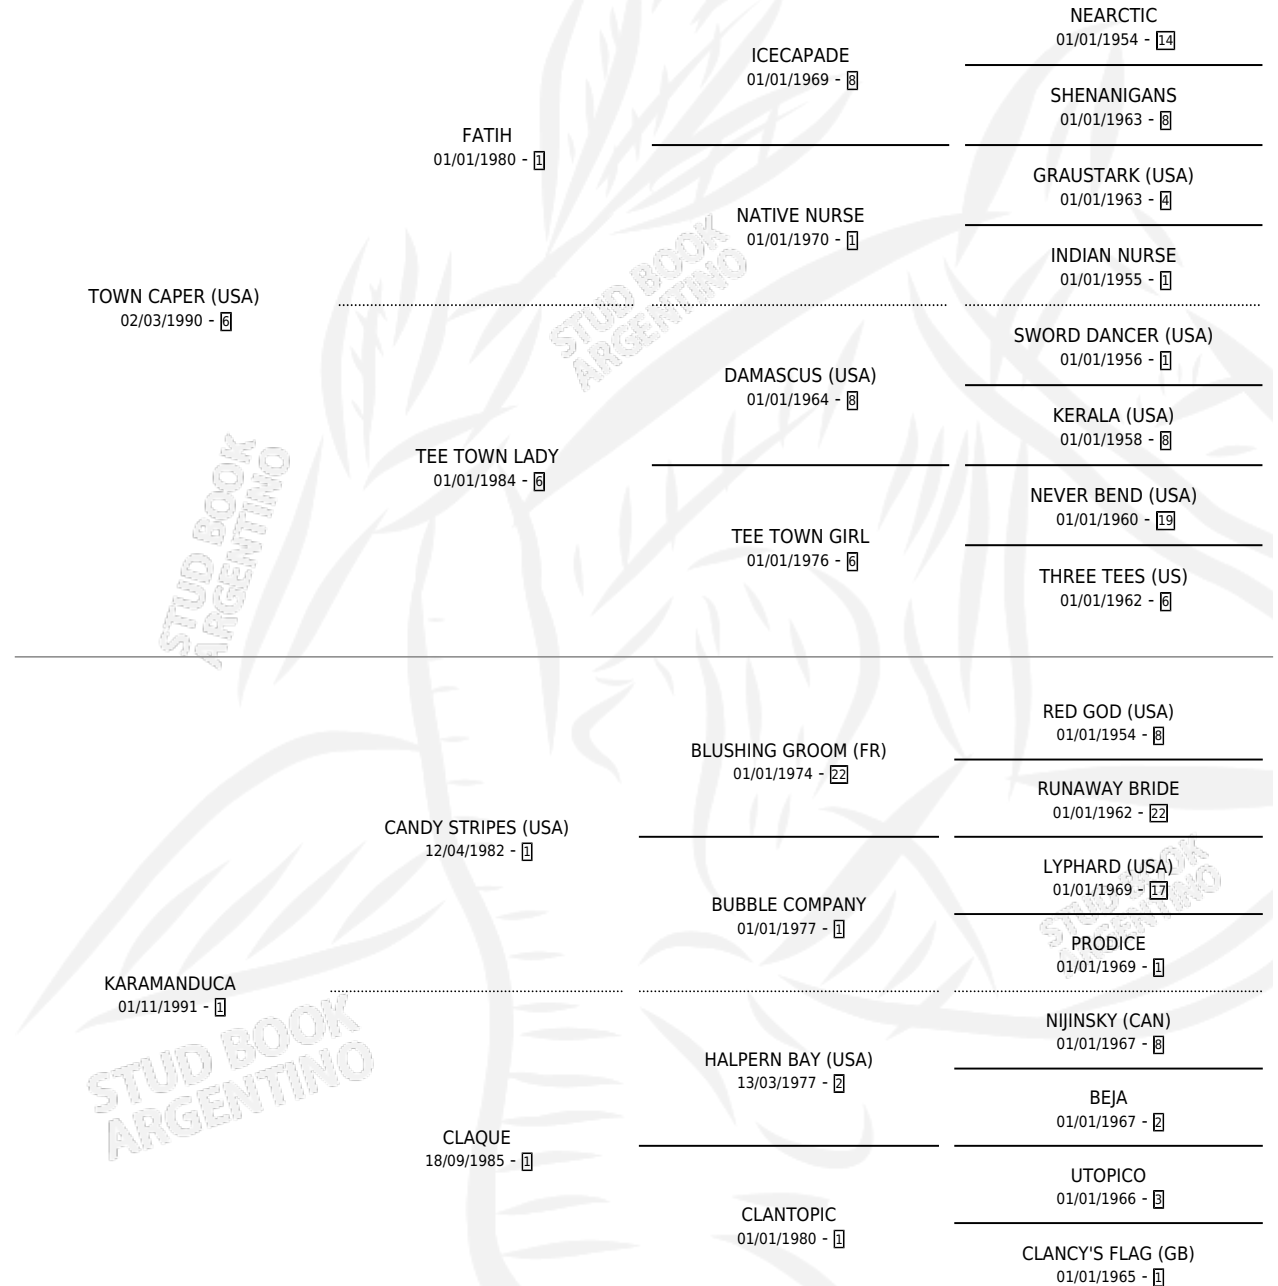 NEARCTIC
01/01/1954 - 14
ICECAPADE
01/01/1969 - 8
SHENANIGANS
01/01/1963 - 8
FATIH
01/01/1980 - 1
GRAUSTARK (USA)
01/01/1963 - 4
NATIVE NURSE
01/01/1970 - 1
INDIAN NURSE
01/01/1955 - 1
TOWN CAPER (USA)
02/03/1990 - 6
SWORD DANCER (USA)
01/01/1956 - 1
DAMASCUS (USA)
01/01/1964 - 8
KERALA (USA)
01/01/1958 - 8
TEE TOWN LADY
01/01/1984 - 6
NEVER BEND (USA)
01/01/1960 - 19
TEE TOWN GIRL
01/01/1976 - 6
THREE TEES (US)
01/01/1962 - 6
RED GOD (USA)
01/01/1954 - 8
BLUSHING GROOM (FR)
01/01/1974 - 22
RUNAWAY BRIDE
01/01/1962 - 22
CANDY STRIPES (USA)
12/04/1982 - 1
LYPHARD (USA)
01/01/1969 - 17
BUBBLE COMPANY
01/01/1977 - 1
PRODICE
01/01/1969 - 1
KARAMANDUCA
01/11/1991 - 1
NIJINSKY (CAN)
01/01/1967 - 8
HALPERN BAY (USA)
13/03/1977 - 2
BEJA
01/01/1967 - 2
CLAQUE
18/09/1985 - 1
UTOPICO
01/01/1966 - 3
CLANTOPIC
01/01/1980 - 1
CLANCY'S FLAG (GB)
01/01/1965 - 1
STUD BOOK
ARGENTINO
STUD BOOK
ARGENTINO
STUD BOOK
ARGENTINO
STUD BOOK
ARGENTINO